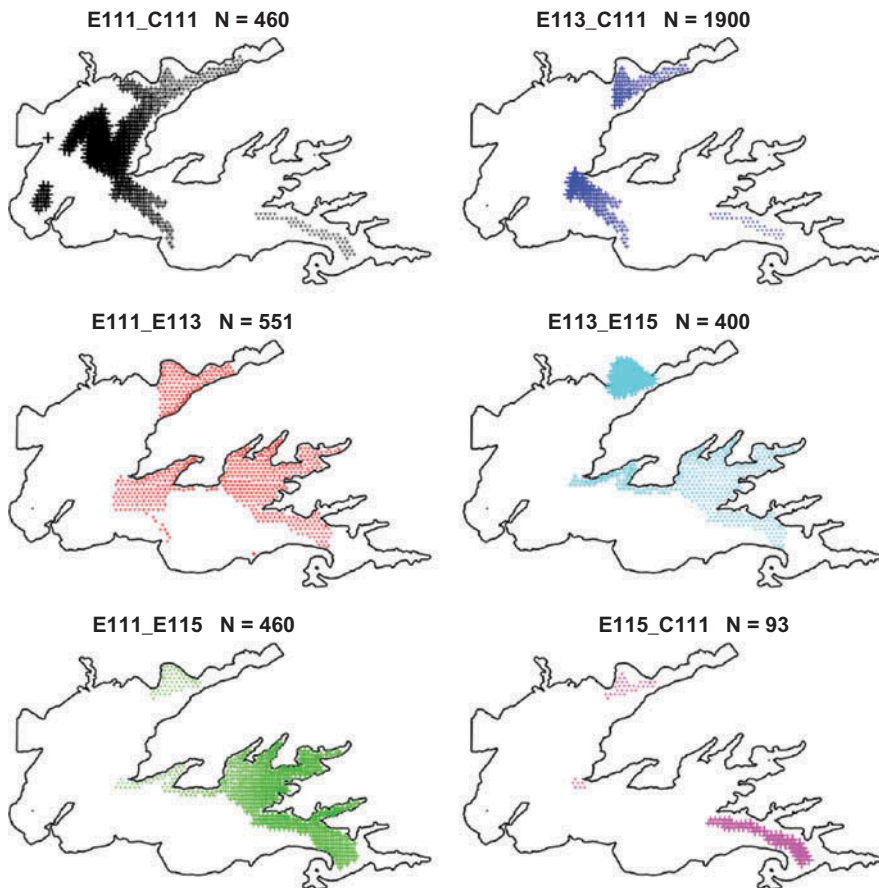 E111_C111 N = 460
E113_C111 N = 1900
E111_E113 N = 551
E113_E115 N = 400
E111_E115 N = 460
E115_C111 N = 93